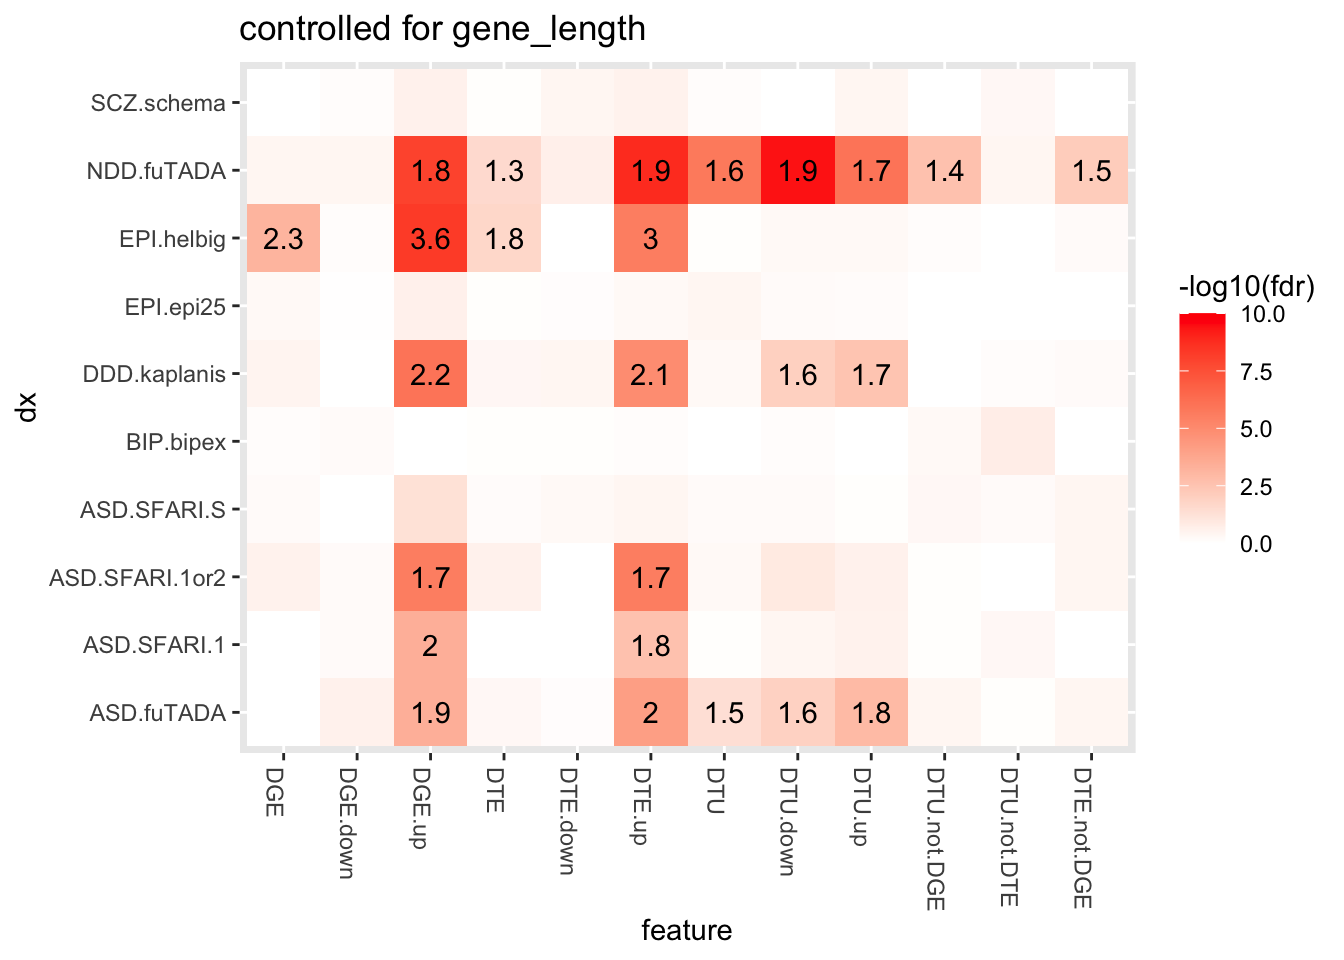 controlled for gene_length
SCZ.schema
NDD.fuTADA 1.8 1.3 1.9 1.6 1.9 1.7 1.4 1.5
EPI.helbig 2.3 3.6 1.8 3
EPI.epi25
DDD.kaplanis 2.2 2.1 1.6 1.7
BIP.bipex
ASD.SFARI.S
ASD.SFARI.1or2 1.7 1.7
ASD.SFARI.1 2 1.8
ASD.fuTADA 1.9 2 1.5 1.6 1.8
dx
DGE
DGE.down
DGE.up
DTE
DTE.down
DTE.up
DTU
DTU.down
DTU.up
DTU.not.DGE
DTU.not.DTE
DTE.not.DGE
feature
-log10(fdr)
10.0
7.5
5.0
2.5
0.0